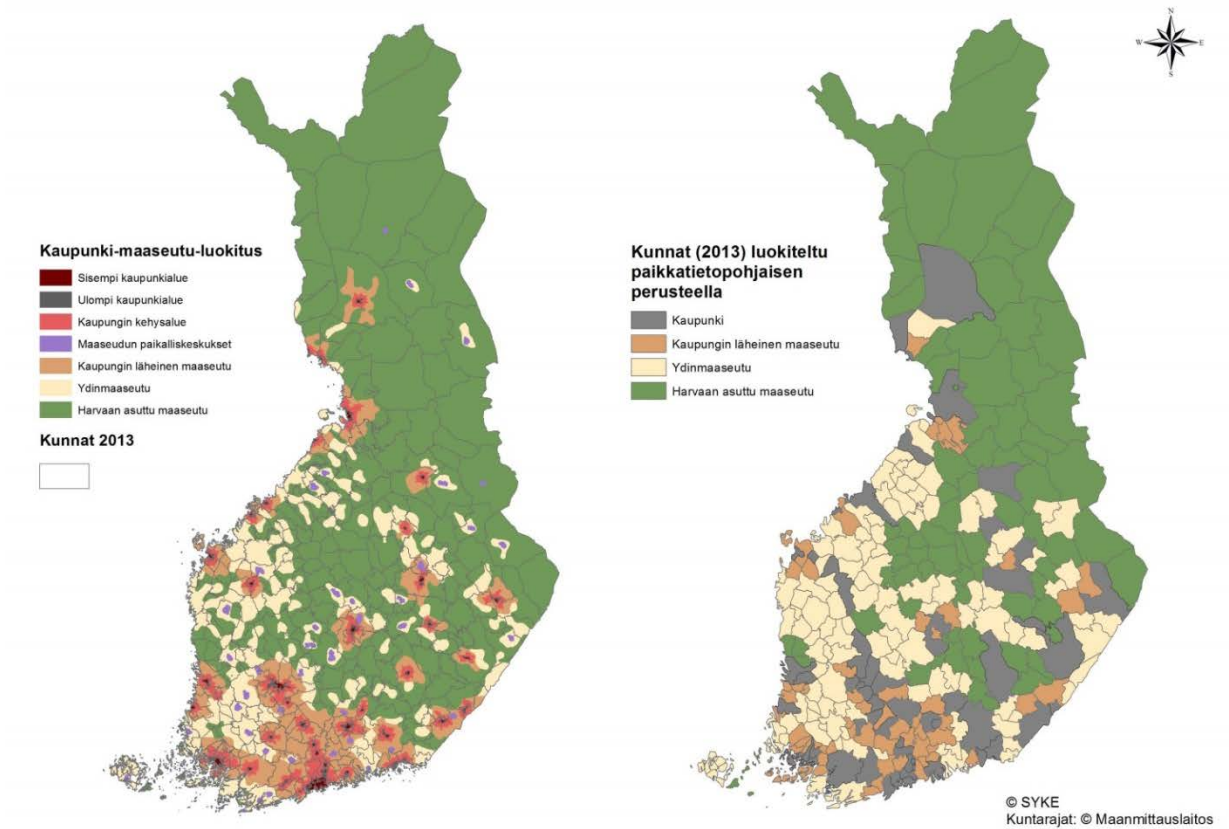 N
W
E
S
Kaupunki-maaseutu-luokitus
Sisempi kaupunkialue
Ulompi kaupunkialue
Kaupungin kehysalue
Maaseudun paikalliskeskukset
Kaupungin läheinen maaseutu
Ydinmaaseutu
Harvaan asuttu maaseutu
Kunnat 2013
Kunnat (2013) luokiteltu
paikkatietopohjaisen
perusteella
Kaupunki
Kaupungin läheinen maaseutu
Ydinmaaseutu
Harvaan asuttu maaseutu
© SYKE
Kuntarajat: © Maanmittauslaitos